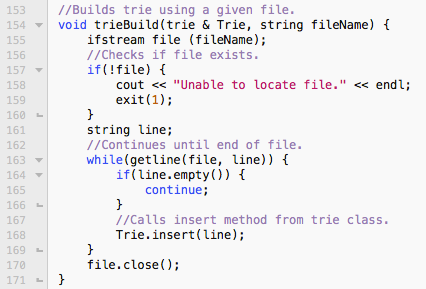 153 //Builds trie using a given file.
154 void trieBuild(trie & Trie, string fileName) {
155     ifstream file (fileName);
156     //Checks if file exists.
157     if(!file) {
158         cout << "Unable to locate file." << endl;
159         exit(1);
160     }
161     string line;
162     //Continues until end of file.
163     while(getline(file, line)) {
164         if(line.empty()) {
165             continue;
166         }
167         //Calls insert method from trie class.
168         Trie.insert(line);
169     }
170     file.close();
171 }